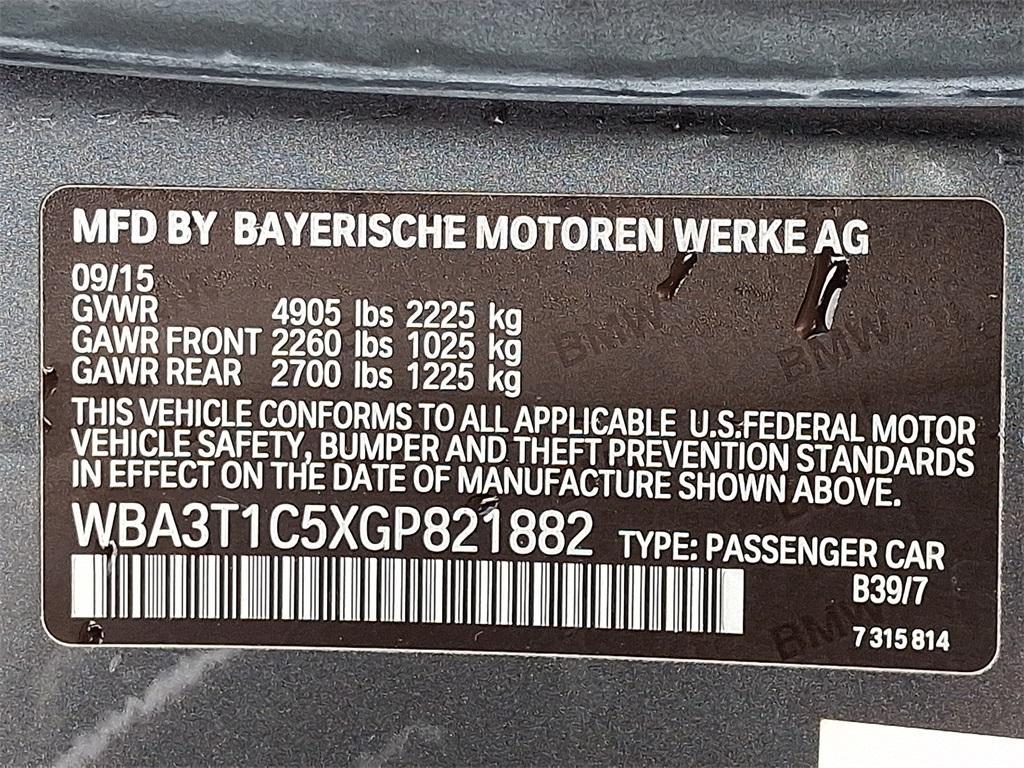 MFD BY BAYERISCHE MOTOREN WERKE AG
09/15
GVWR 4905 lbs 2225 kg
GAWR FRONT 2260 lbs 1025 kg
GAWR REAR 2700 lbs 1225 kg
BMW BMW
THIS VEHICLE CONFORMS TO ALL APPLICABLE U.S.FEDERAL MOTOR
VEHICLE SAFETY, BUMPER AND THEFT PREVENTION STANDARDS
IN EFFECT ON THE DATE OF MANUFACTURE SHOWN ABOVE.
WBA3T1C5XGP821882 TYPE: PASSENGER CAR
B39/7
BMW 7 315 814